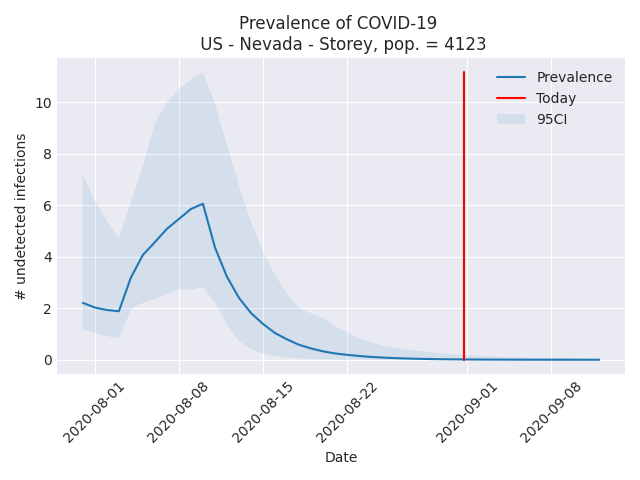 Prevalence of COVID-19
US - Nevada - Storey, pop. = 4123
Prevalence
Today
95CI
# undetected infections
10
8
6
4
2
0
2020-08-01
2020-08-08
2020-08-15
2020-08-22
2020-09-01
2020-09-08
Date